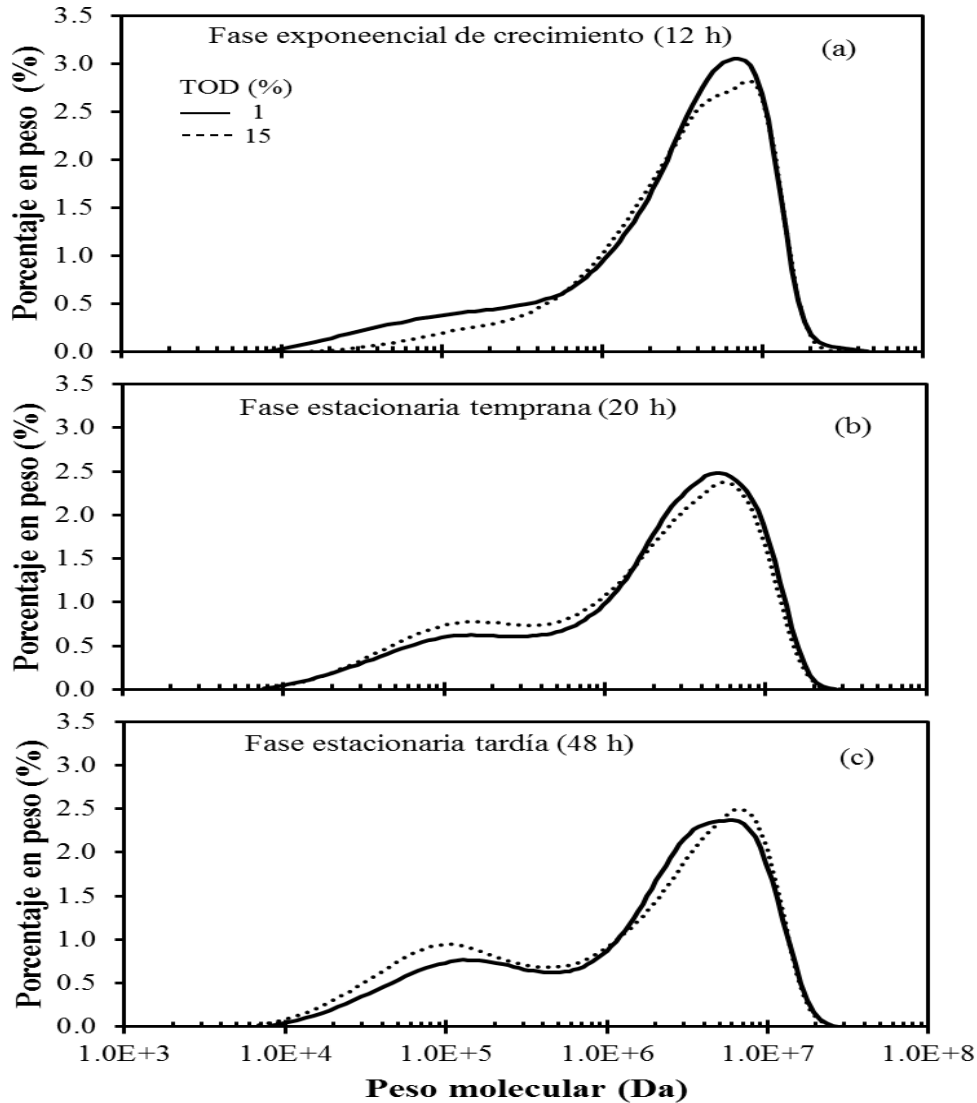 3.5
Fase exponeencial de crecimiento (12 h)
(a)
3.0
TOD (%)
2.5
1
15
2.0
1.5
1.0
0.5
0.0
Porcentaje en peso (%)
3.5
Fase estacionaria temprana (20 h)
(b)
3.0
2.5
2.0
1.5
1.0
0.5
0.0
Porcentaje en peso (%)
3.5
Fase estacionaria tardía (48 h)
(c)
3.0
2.5
2.0
1.5
1.0
0.5
0.0
Porcentaje en peso (%)
1.0E+3 1.0E+4 1.0E+5 1.0E+6 1.0E+7 1.0E+8
Peso molecular (Da)